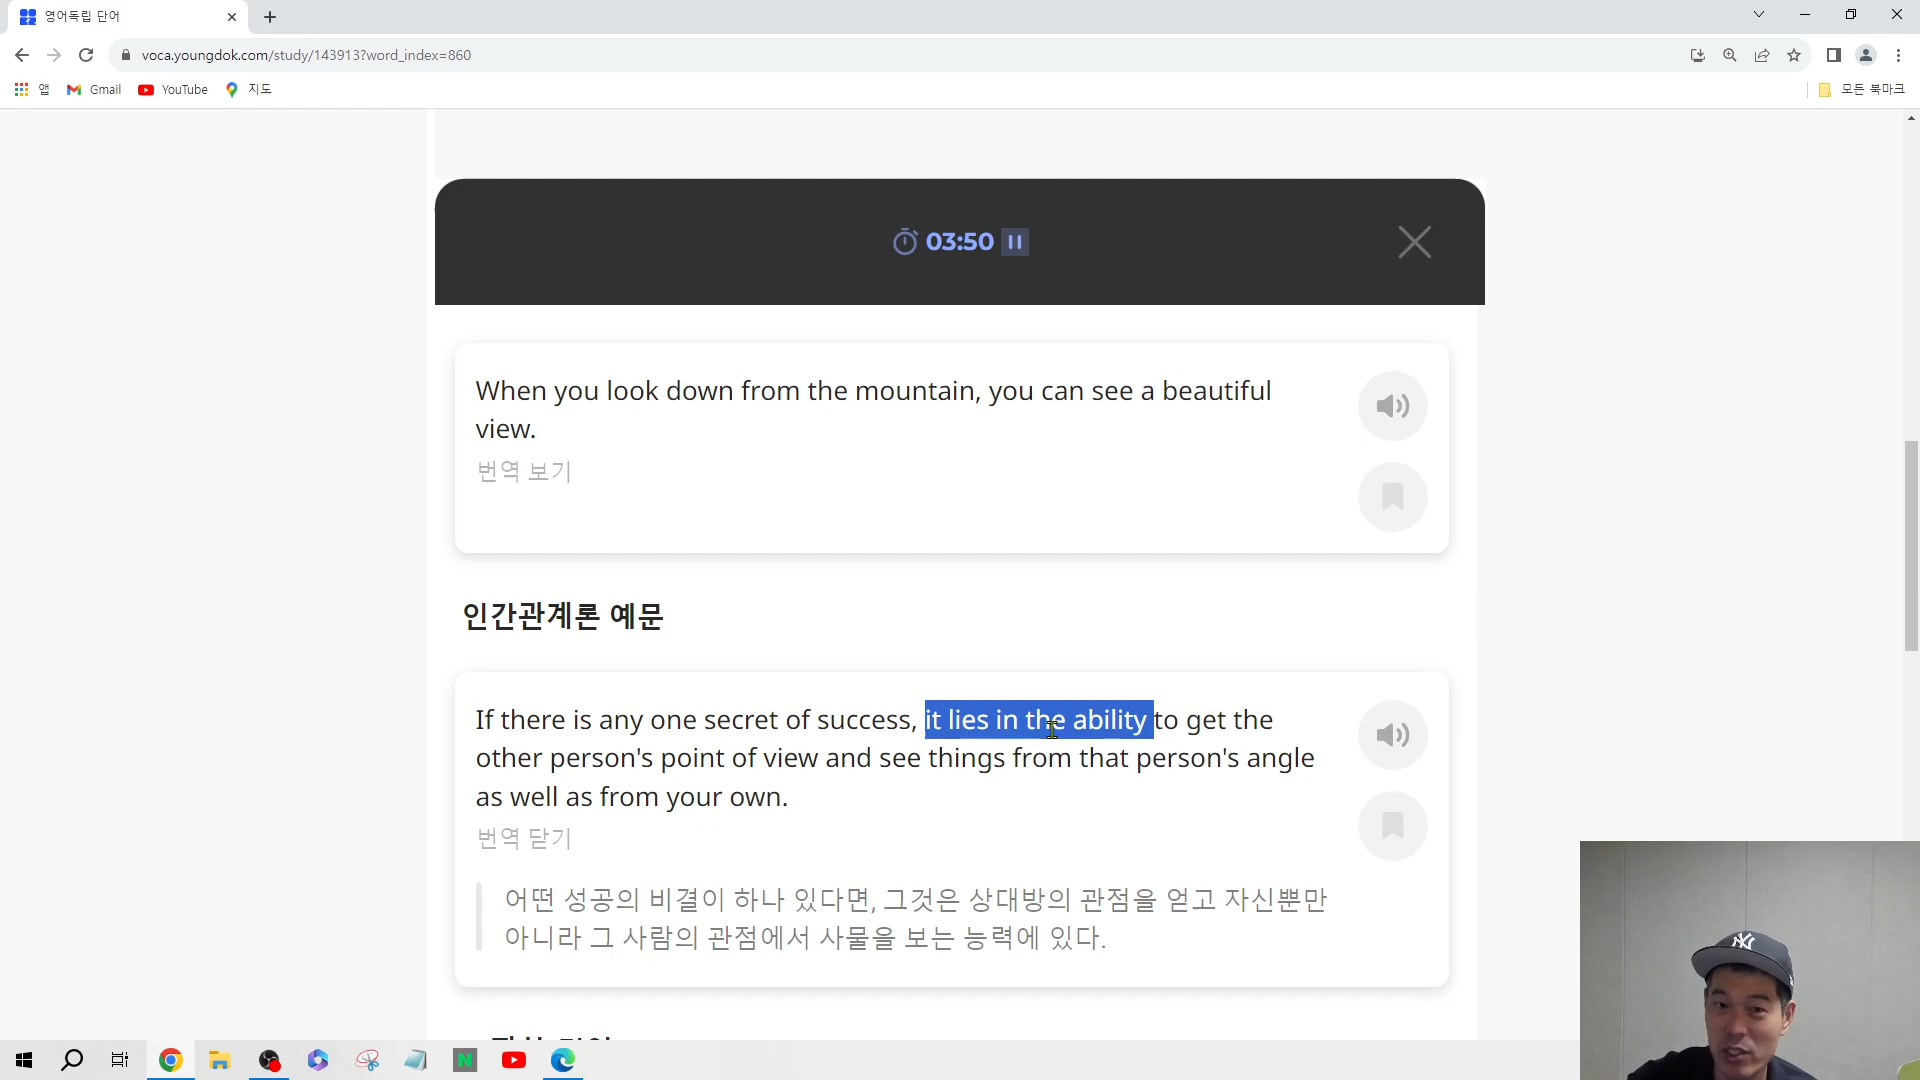 영어독립 단어
voca.youngdok.com/study/143913?word_index=860
앱 Gmail YouTube 지도 모든 북마크
03:50
When you look down from the mountain, you can see a beautiful
view.
번역 보기
인간관계론 예문
If there is any one secret of success, it lies in the ability to get the
other person's point of view and see things from that person's angle
as well as from your own.
번역 닫기
어떤 성공의 비결이 하나 있다면, 그것은 상대방의 관점을 얻고 자신뿐만
아니라 그 사람의 관점에서 사물을 보는 능력에 있다.
N
NY